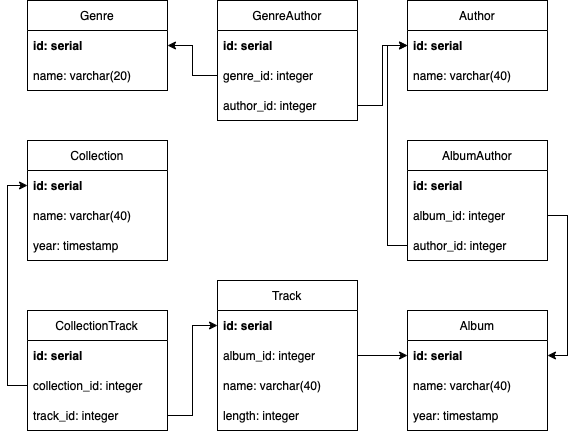 Genre
id: serial
name: varchar(20)
GenreAuthor
id: serial
genre_id: integer
author_id: integer
Author
id: serial
name: varchar(40)
Collection
id: serial
name: varchar(40)
year: timestamp
AlbumAuthor
id: serial
album_id: integer
author_id: integer
CollectionTrack
id: serial
collection_id: integer
track_id: integer
Track
id: serial
album_id: integer
name: varchar(40)
length: integer
Album
id: serial
name: varchar(40)
year: timestamp